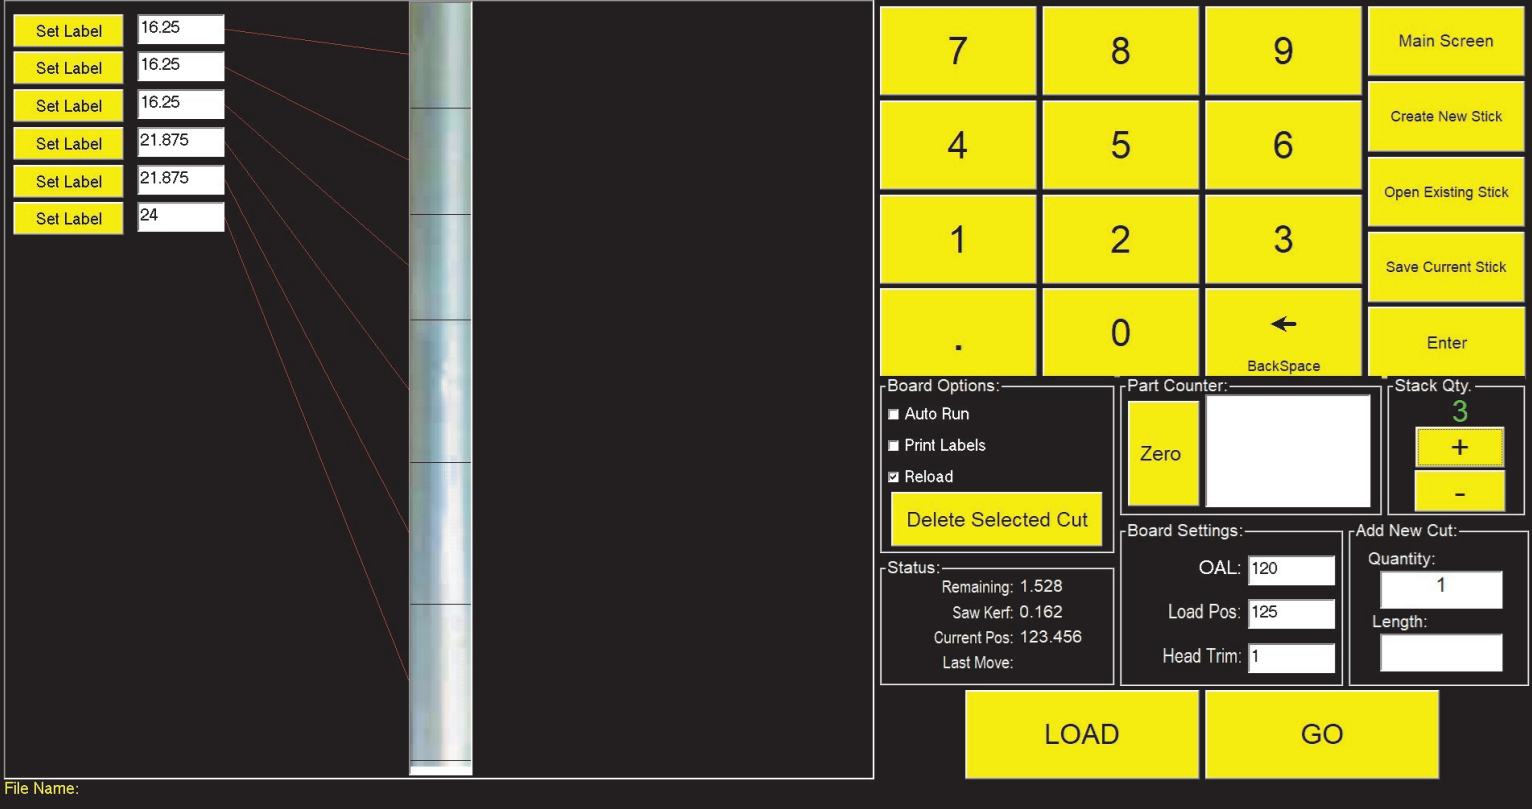 Set Label 16.25
Set Label 16.25
Set Label 16.25
Set Label 21.875
Set Label 21.875
Set Label 24
7 8 9 Main Screen
Create New Stick
4 5 6
Open Existing Stick
1 2 3
Save Current Stick
. 0 BackSpace
Enter
Board Options:
Auto Run
Print Labels
Reload
Delete Selected Cut
Part Counter:
Zero
Stack Qty.
3
+
-
Status:
Remaining: 1.528
Saw Kerf: 0.162
Current Pos: 123.456
Last Move:
Board Settings:
OAL: 120
Load Pos: 125
Head Trim: 1
Add New Cut:
Quantity:
1
Length:
LOAD GO
File Name: